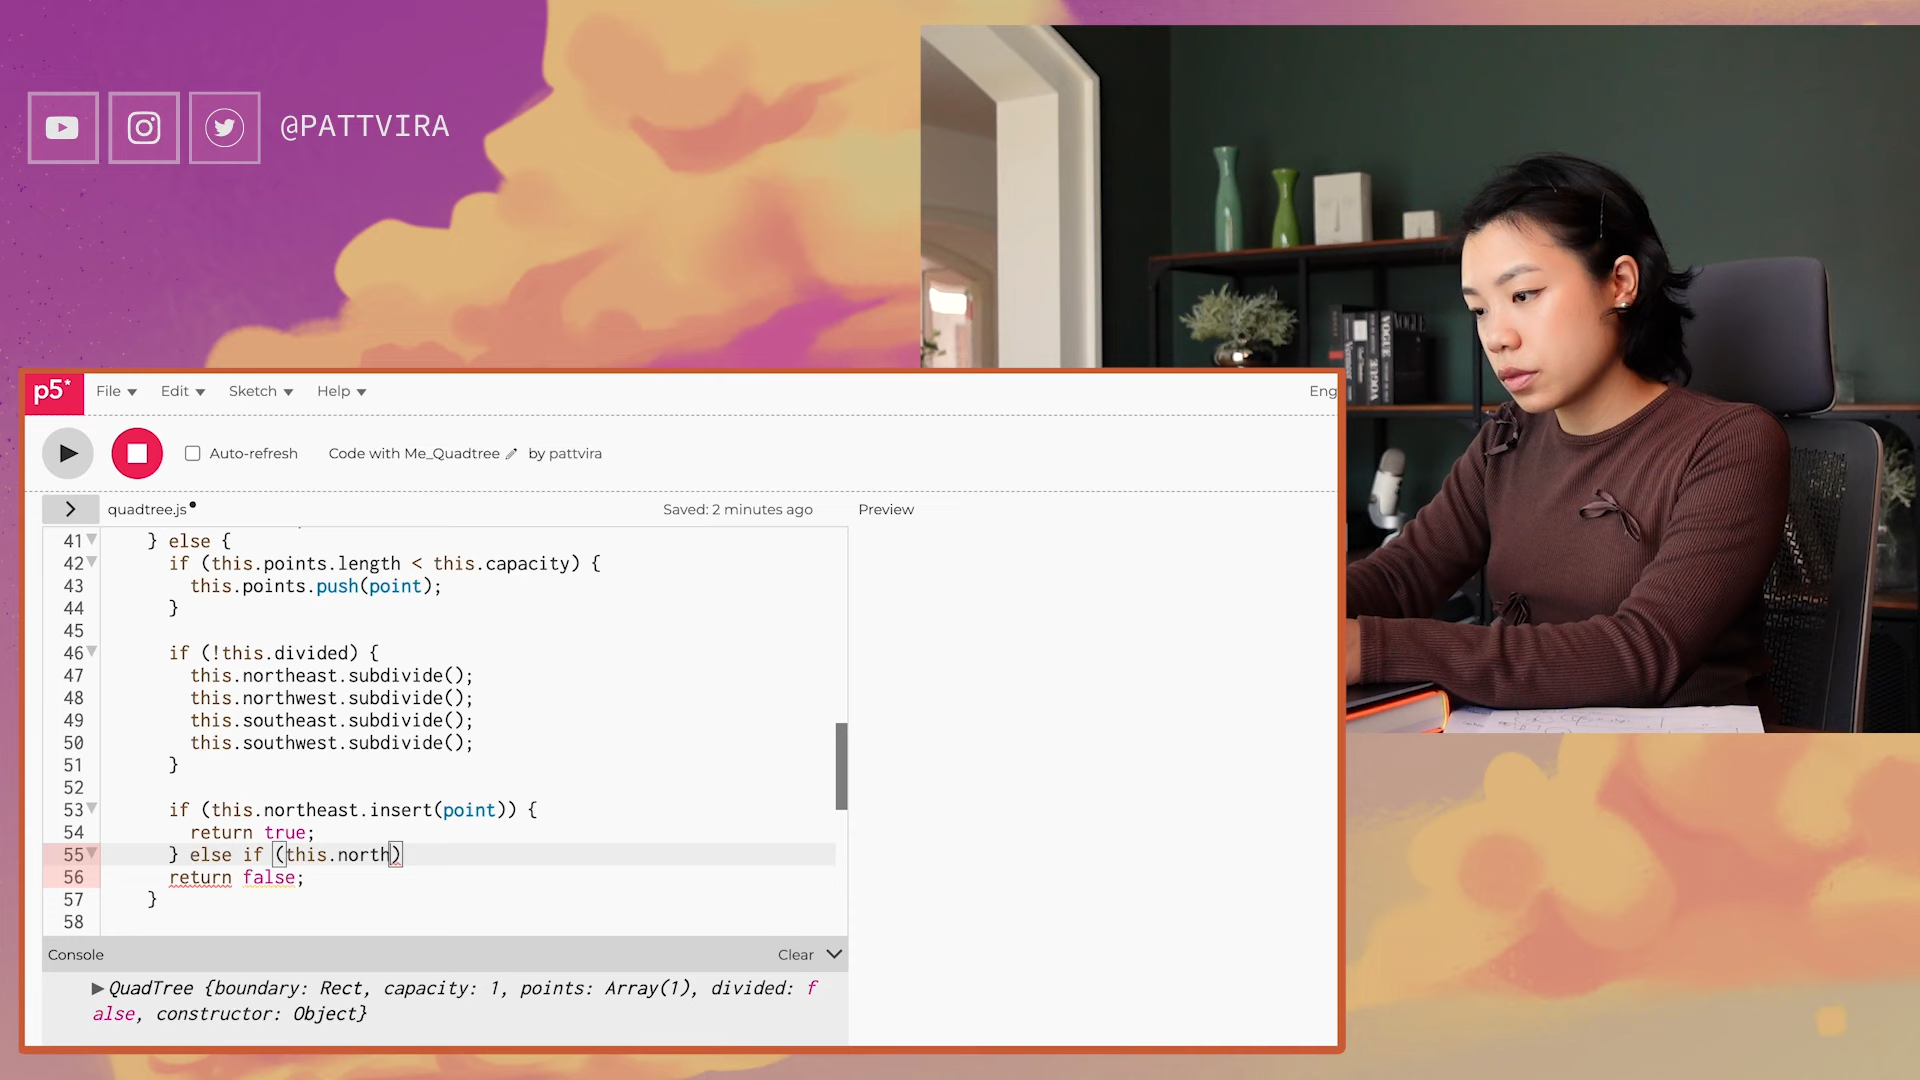 @PATTVIRA
p5* File Edit Sketch Help Eng
Auto-refresh Code with Me_Quadtree by pattvira
quadtree.js Saved: 2 minutes ago Preview
41 } else {
42 if (this.points.length < this.capacity) {
43 this.points.push(point);
44 }
45
46 if (!this.divided) {
47 this.northeast.subdivide();
48 this.northwest.subdivide();
49 this.southeast.subdivide();
50 this.southwest.subdivide();
51 }
52
53 if (this.northeast.insert(point)) {
54 return true;
55 } else if (this.north)
56 return false;
57 }
58
Console Clear
QuadTree {boundary: Rect, capacity: 1, points: Array(1), divided: f
alse, constructor: Object}
VOGUE
VOGUE